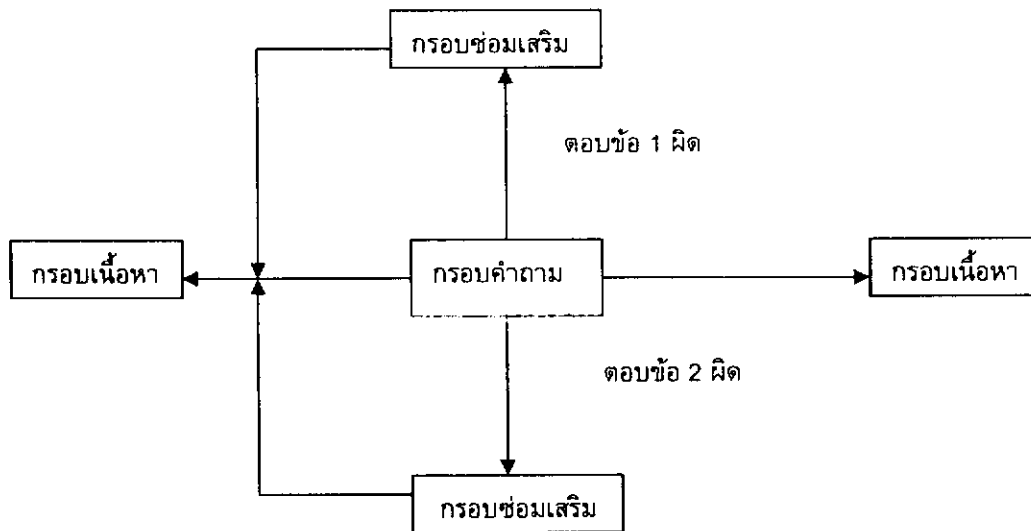 กรอบซ่อมเสริม
ตอบข้อ 1 ผิด
กรอบเนื้อหา
กรอบคำถาม
กรอบเนื้อหา
ตอบข้อ 2 ผิด
กรอบซ่อมเสริม